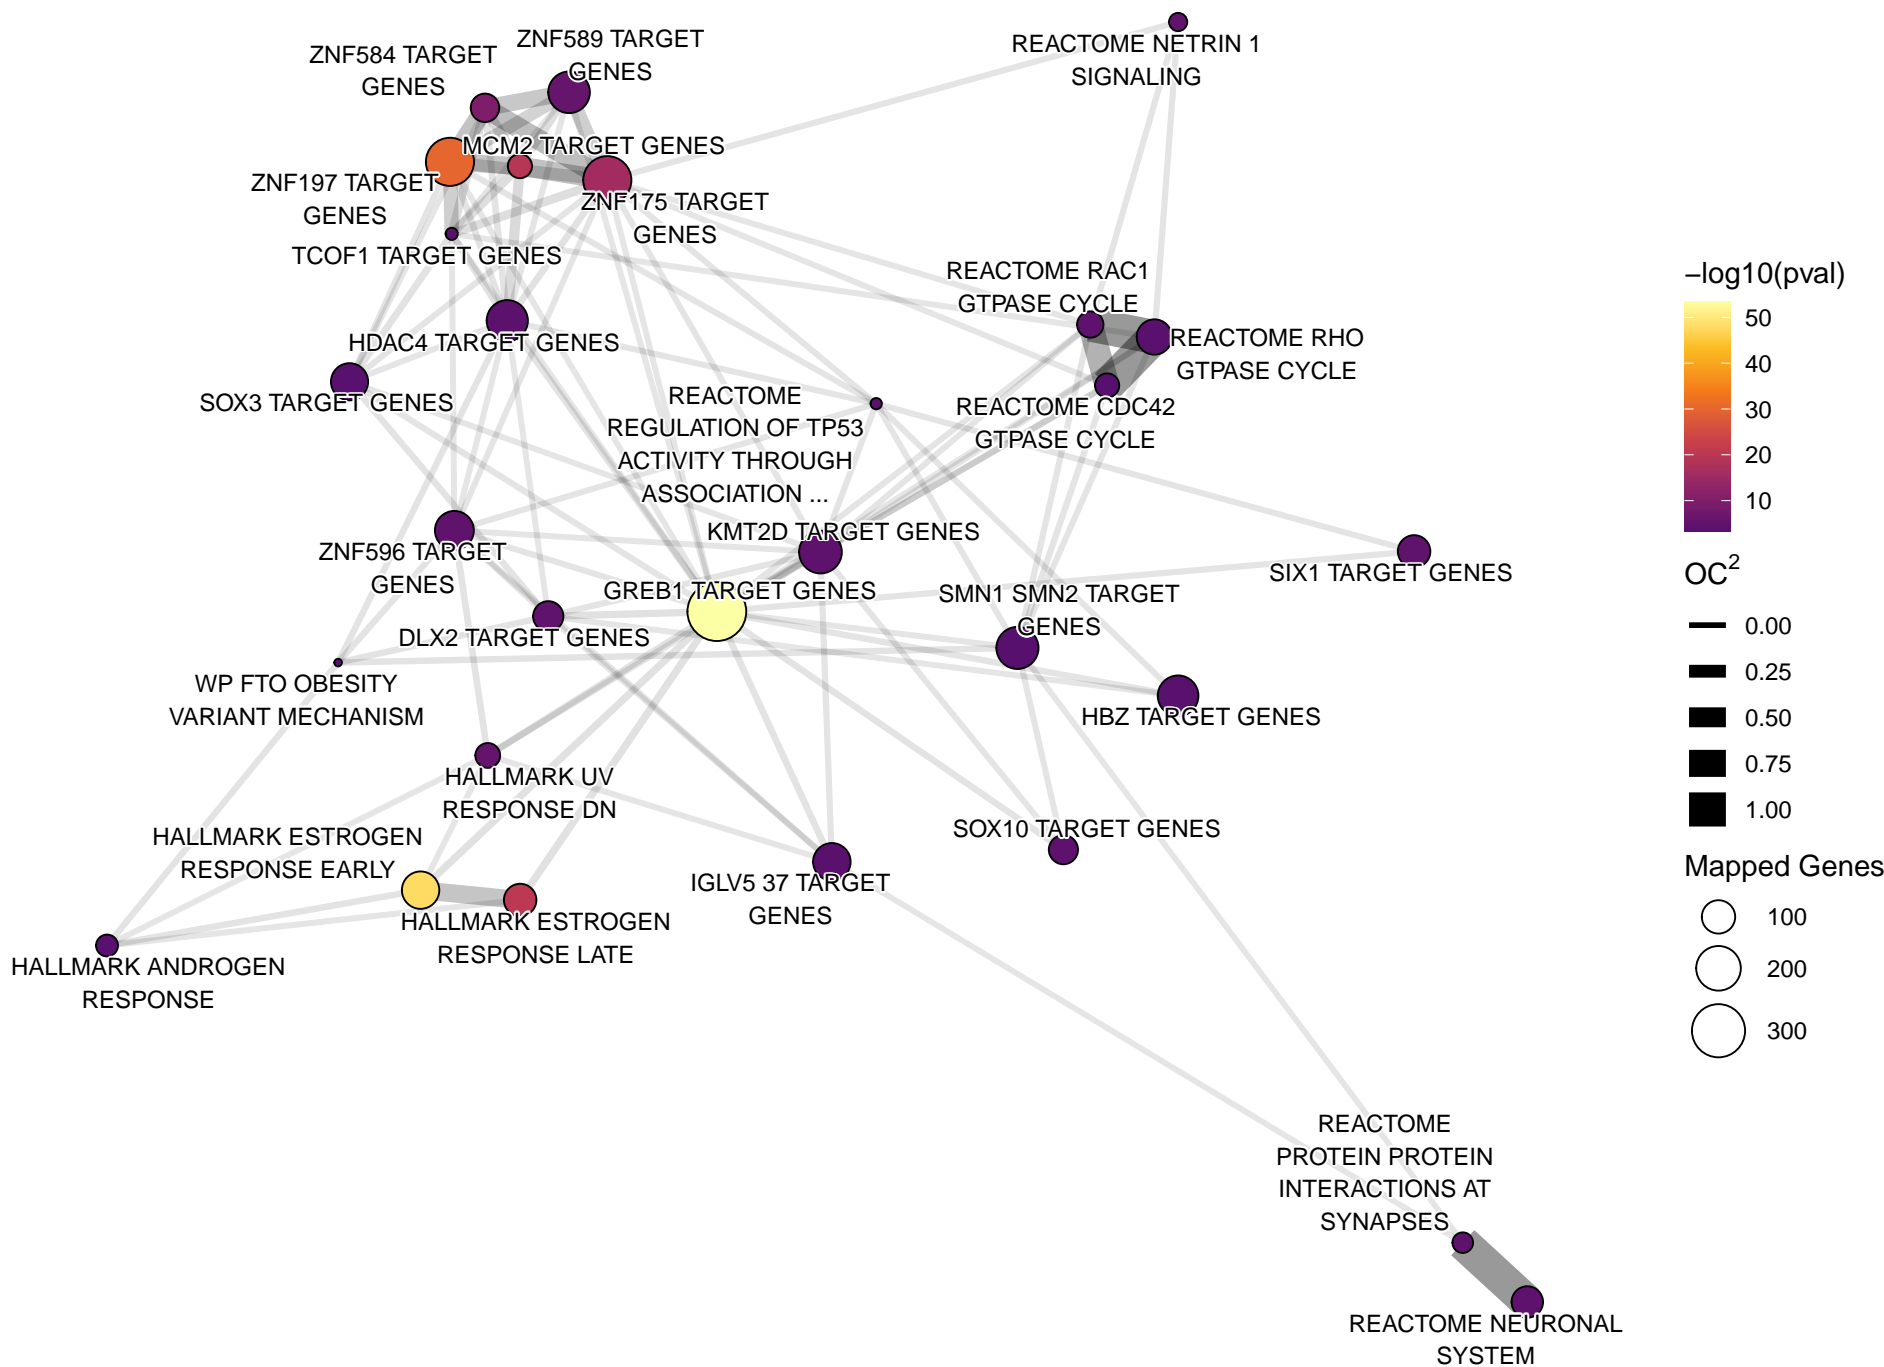 ZNF584 TARGET
GENES
ZNF589 TARGET
GENES
REACTOME NETRIN 1
SIGNALING
MCM2 TARGET GENES
ZNF197 TARGET
GENES
ZNF175 TARGET
GENES
TCOF1 TARGET GENES
REACTOME RAC1
GTPASE CYCLE
REACTOME RHO
GTPASE CYCLE
HDAC4 TARGET GENES
SOX3 TARGET GENES
REACTOME
REGULATION OF TP53
ACTIVITY THROUGH
ASSOCIATION ...
REACTOME CDC42
GTPASE CYCLE
KMT2D TARGET GENES
ZNF596 TARGET
GENES
GREB1 TARGET GENES
SMN1 SMN2 TARGET
GENES
SIX1 TARGET GENES
DLX2 TARGET GENES
WP FTO OBESITY
VARIANT MECHANISM
HBZ TARGET GENES
HALLMARK UV
RESPONSE DN
HALLMARK ESTROGEN
RESPONSE EARLY
SOX10 TARGET GENES
IGLV5 37 TARGET
GENES
HALLMARK ESTROGEN
RESPONSE LATE
HALLMARK ANDROGEN
RESPONSE
REACTOME
PROTEIN PROTEIN
INTERACTIONS AT
SYNAPSES
REACTOME NEURONAL
SYSTEM
−log10(pval)
50
40
30
20
10
OC²
0.00
0.25
0.50
0.75
1.00
Mapped Genes
100
200
300